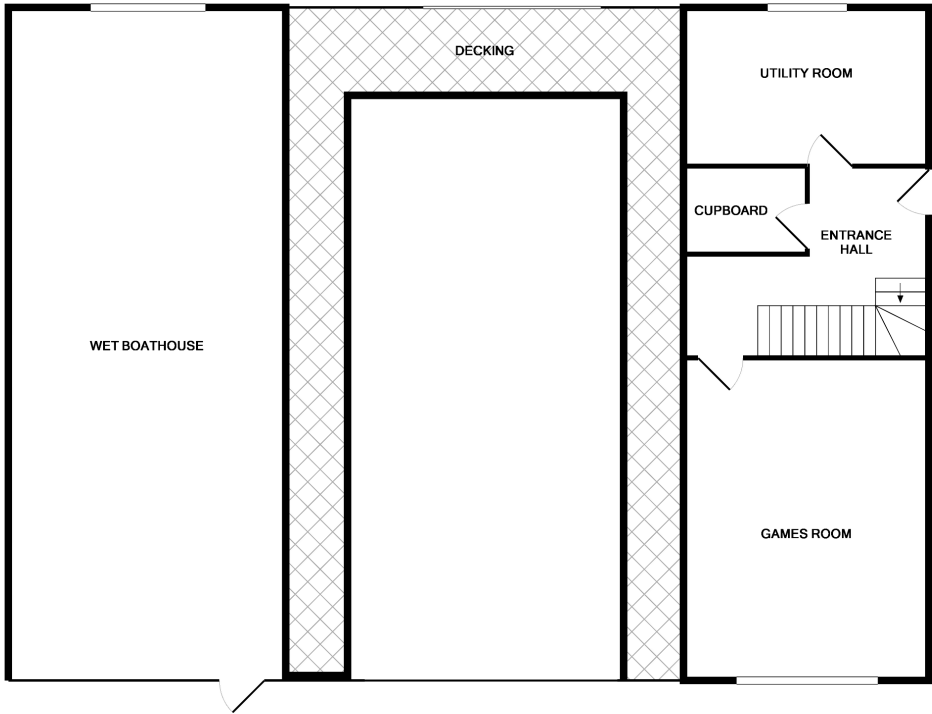 DECKING
UTILITY ROOM
CUPBOARD
ENTRANCE
HALL
WET BOATHOUSE
GAMES ROOM